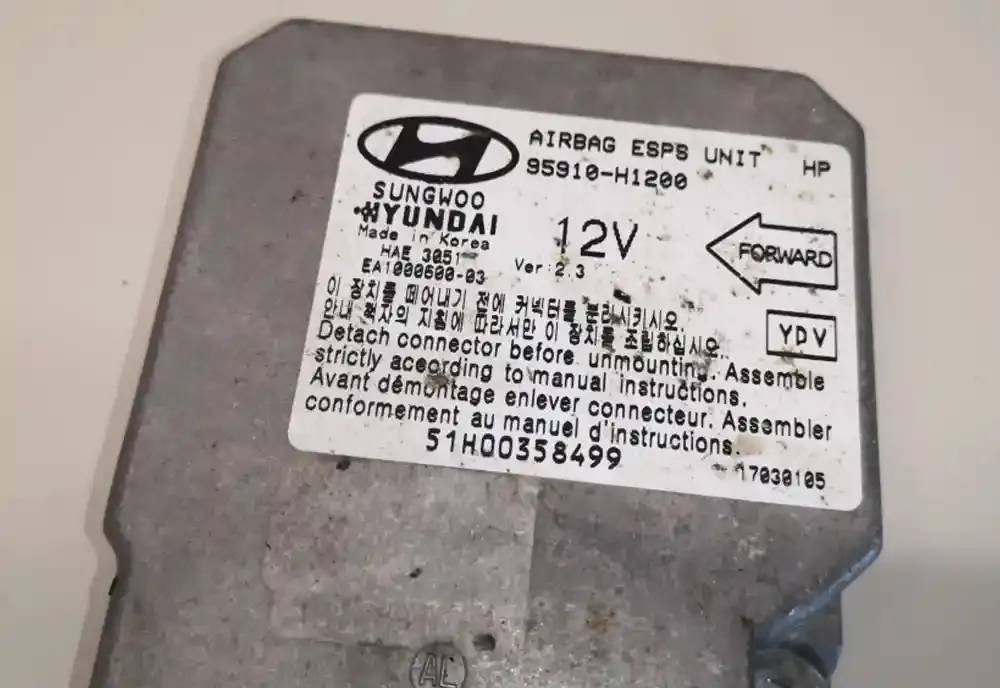 AIRBAG ESPS UNIT HP
95910-H1200
SUNGWOO
HYUNDAI
Made in Korea
12V
FORWARD
HAE 3051
Ver:2.3
EA1000600-03
이 장치를 떼어내기 전에 커넥터를 분리시키시오.
안내 책자의 지침에 따라서만 이 장치를 조립하십시오.
YDV
Detach connector before unmounting. Assemble
strictly aceording to manual instructions.
Avant démontage enlever connecteur. Assembler
conformement au manuel d'instructions.
51H00358499
17030105
AE